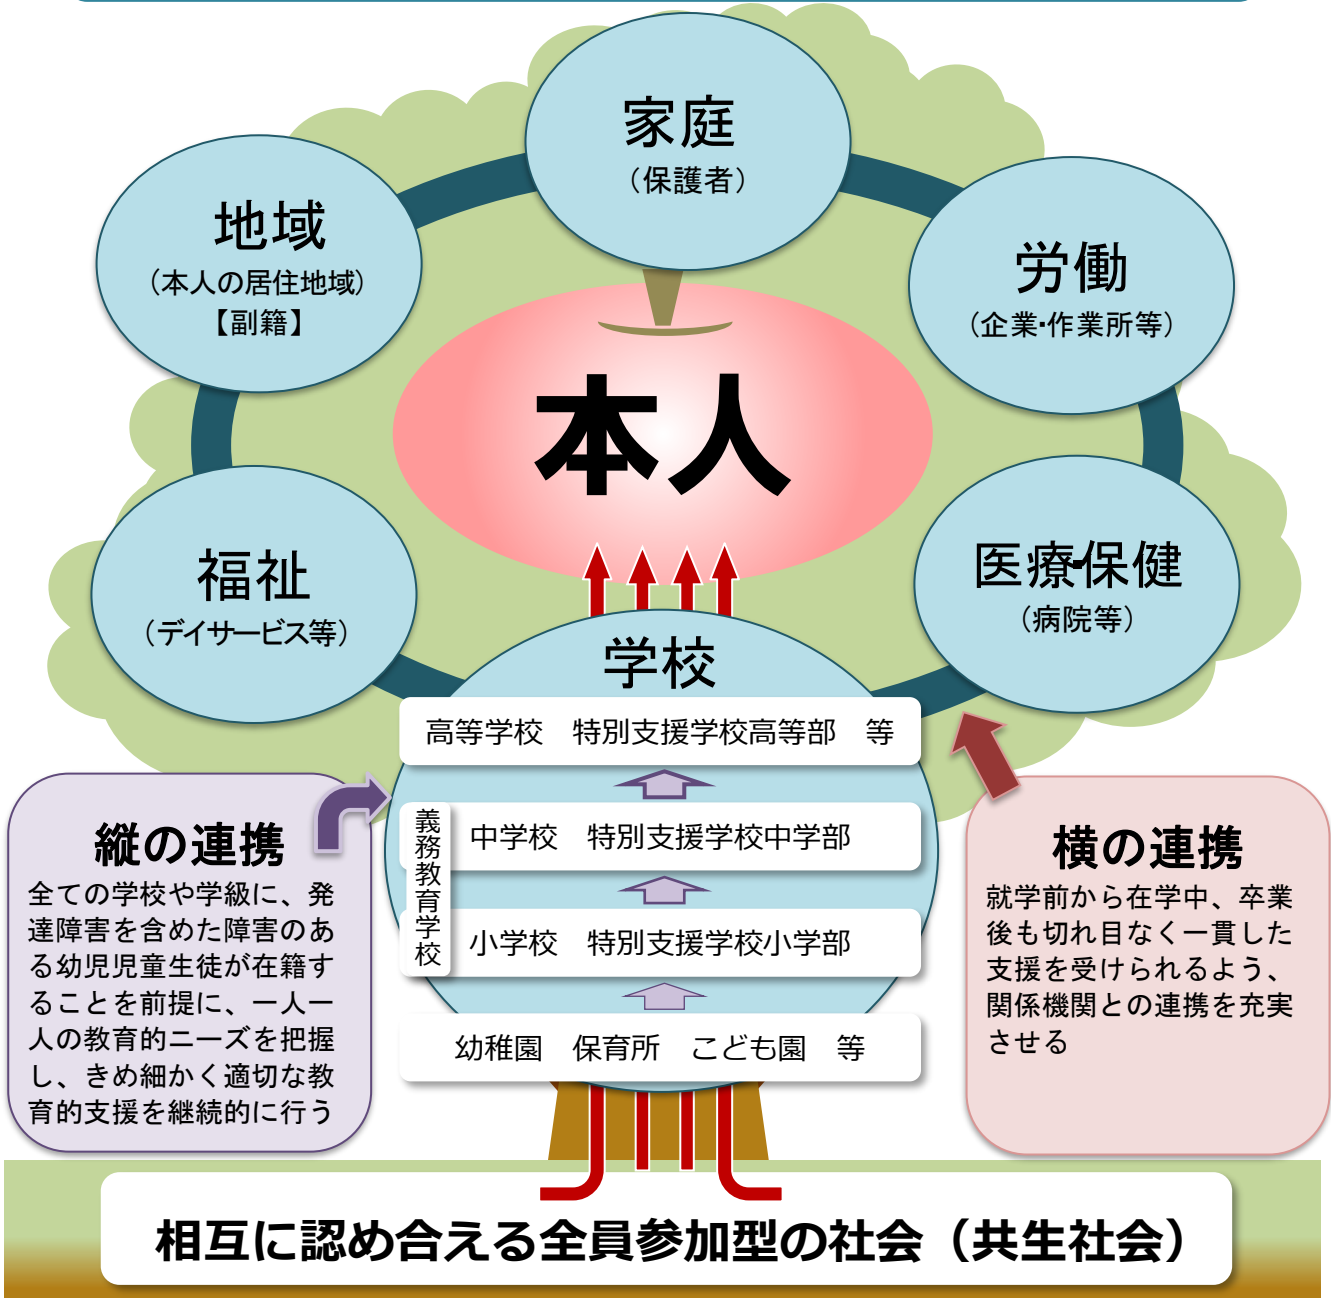 家庭
（保護者）
地域
（本人の居住地域）
【副籍】
労働
（企業・作業所等）
本人
福祉
（デイサービス等）
医療・保健
（病院等）
学校
高等学校　特別支援学校高等部　等
義務教育学校
中学校　特別支援学校中学部
小学校　特別支援学校小学部
幼稚園　保育所　こども園　等
縦の連携
全ての学校や学級に、発
達障害を含めた障害のあ
る幼児児童生徒が在籍す
ることを前提に、一人一
人の教育的ニーズを把握
し、きめ細かく適切な教
育的支援を継続的に行う
横の連携
就学前から在学中、卒業
後も切れ目なく一貫した
支援を受けられるよう、
関係機関との連携を充実
させる
相互に認め合える全員参加型の社会（共生社会）